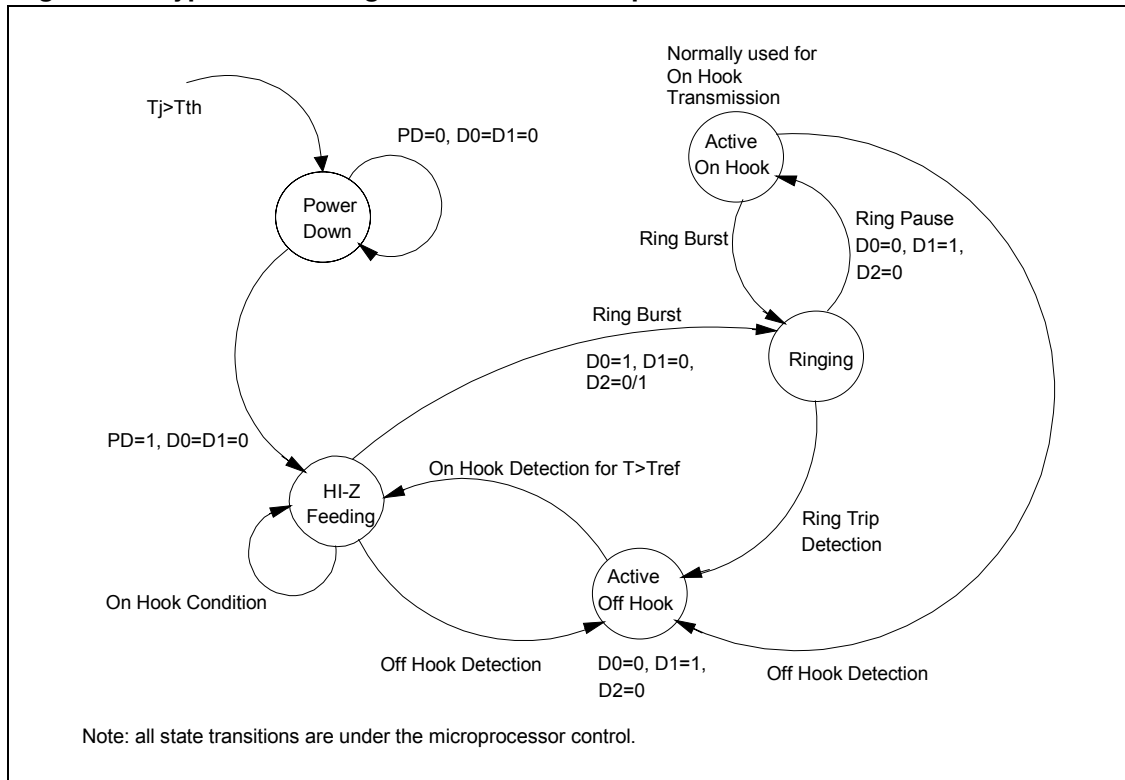 Normally used for
On Hook
Transmission
Tj>Tth
PD=0, D0=D1=0
Active
On Hook
Power
Down
Ring Burst
Ring Pause
D0=0, D1=1,
D2=0
Ring Burst
D0=1, D1=0,
D2=0/1
Ringing
PD=1, D0=D1=0
On Hook Detection for T>Tref
HI-Z
Feeding
Ring Trip
Detection
On Hook Condition
Active
Off Hook
Off Hook Detection
D0=0, D1=1,
D2=0
Off Hook Detection
Note: all state transitions are under the microprocessor control.